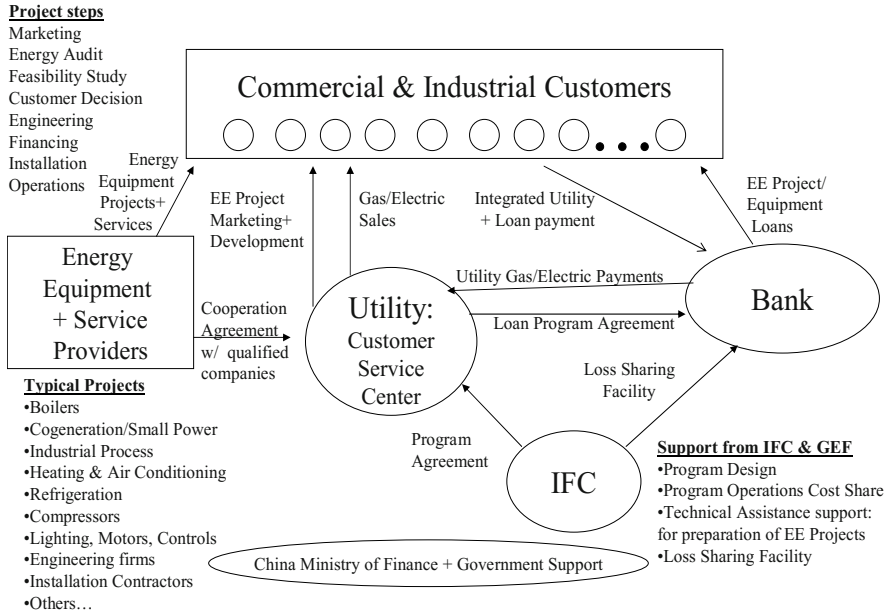 Project steps
Marketing
Energy Audit
Feasibility Study
Customer Decision
Engineering
Financing
Installation
Operations
Commercial & Industrial Customers
Energy
Equipment
Projects+
Services
EE Project
Marketing+
Development
Gas/Electric
Sales
Integrated Utility
+ Loan payment
EE Project/
Equipment
Loans
Energy
Equipment
+ Service
Providers
Cooperation
Agreement
w/ qualified
companies
Utility:
Customer
Service
Center
Utility Gas/Electric Payments
Loan Program Agreement
Bank
Loss Sharing
Facility
Program
Agreement
IFC
Typical Projects
•Boilers
•Cogeneration/Small Power
•Industrial Process
•Heating & Air Conditioning
•Refrigeration
•Compressors
•Lighting, Motors, Controls
•Engineering firms
•Installation Contractors
•Others…
Support from IFC & GEF
•Program Design
•Program Operations Cost Share
•Technical Assistance support:
for preparation of EE Projects
•Loss Sharing Facility
China Ministry of Finance + Government Support